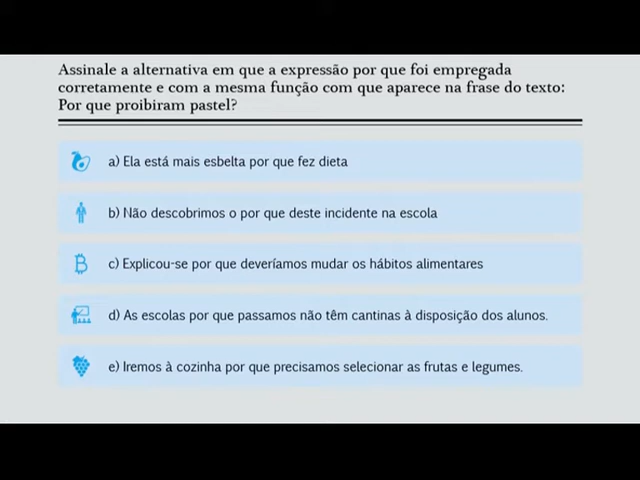 Assinale a alternativa em que a expressão por que foi empregada
corretamente e com a mesma função com que aparece na frase do texto:
Por que proibiram pastel?
a) Ela está mais esbelta por que fez dieta
b) Não descobrimos o por que deste incidente na escola
c) Explicou-se por que deveríamos mudar os hábitos alimentares
d) As escolas por que passamos não têm cantinas à disposição dos alunos.
e) Iremos à cozinha por que precisamos selecionar as frutas e legumes.